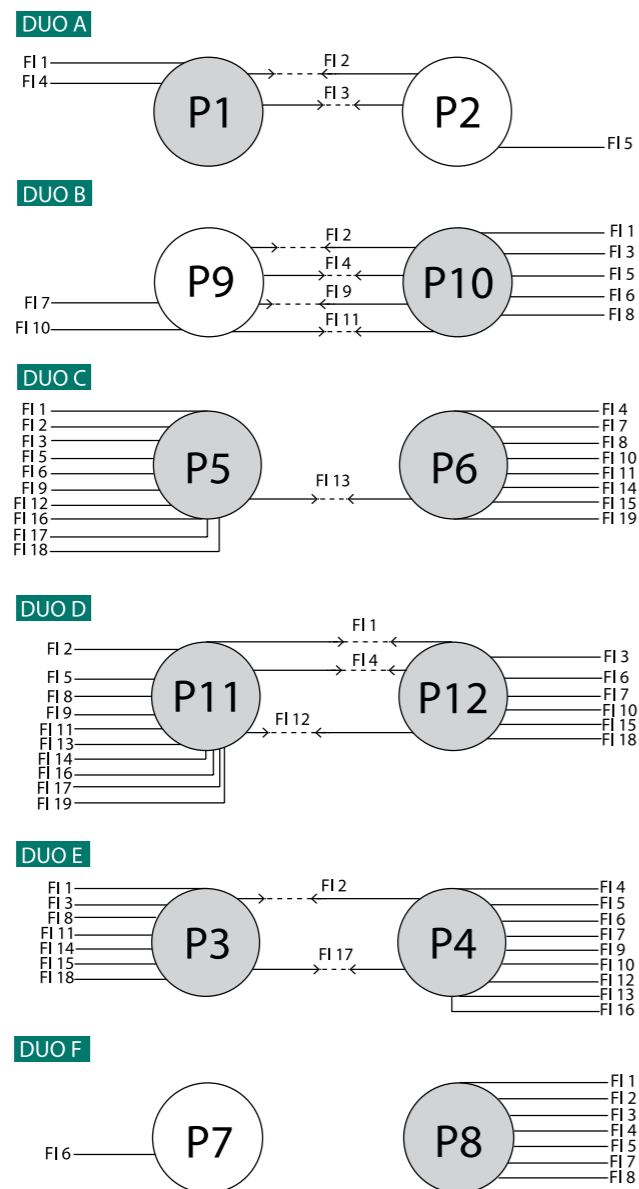 DUO A
FI 1
FI 4
P1
FI 2
FI 3
P2
FI 5
DUO B
FI 7
FI 10
P9
FI 2
FI 4
FI 9
FI 11
P10
FI 1
FI 3
FI 5
FI 6
FI 8
DUO C
FI 1
FI 2
FI 3
FI 5
FI 6
FI 9
FI 12
FI 16
FI 17
FI 18
P5
FI 13
P6
FI 4
FI 7
FI 8
FI 10
FI 11
FI 14
FI 15
FI 19
DUO D
FI 2
FI 5
FI 8
FI 9
FI 11
FI 13
FI 14
FI 16
FI 17
FI 19
P11
FI 1
FI 4
FI 12
P12
FI 3
FI 6
FI 7
FI 10
FI 15
FI 18
DUO E
FI 1
FI 3
FI 8
FI 11
FI 14
FI 15
FI 18
P3
FI 2
FI 17
P4
FI 4
FI 5
FI 6
FI 7
FI 9
FI 10
FI 12
FI 13
FI 16
DUO F
FI 6
P7
P8
FI 1
FI 2
FI 3
FI 4
FI 5
FI 7
FI 8